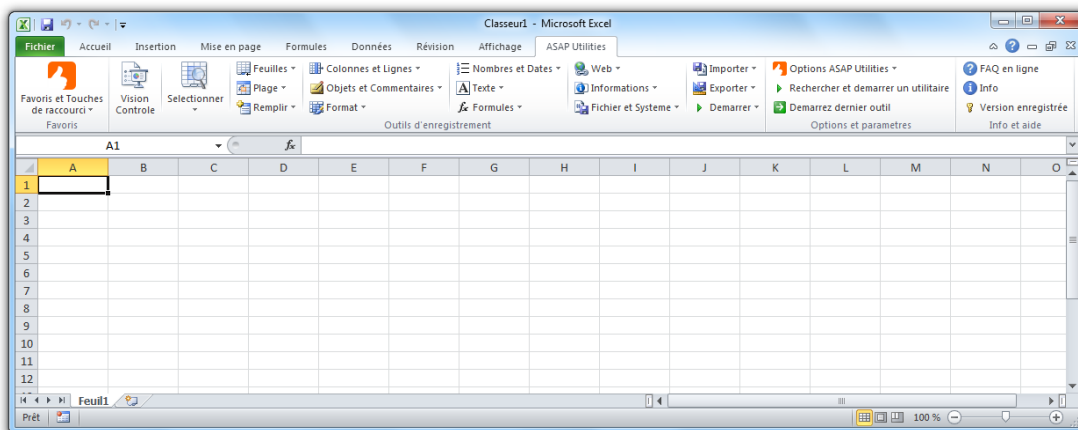 Classeur1 - Microsoft Excel
Fichier Accueil Insertion Mise en page Formules Données Révision Affichage ASAP Utilities
Favoris et Touches de raccourci
Favoris
Vision Controle
Selectionner
Feuilles
Plage
Remplir
Colonnes et Lignes
Objets et Commentaires
Format
Nombres et Dates
Texte
Formules
Web
Informations
Fichier et Systeme
Importer
Exporter
Demarrer
Outils d'enregistrement
Options ASAP Utilities
Rechercher et demarrer un utilitaire
Demarrez dernier outil
Options et parametres
FAQ en ligne
Info
Version enregistrée
Info et aide
A1 fx
A B C D E F G H I J K L M N O
1
2
3
4
5
6
7
8
9
10
11
12
Feuil1
Prêt 100 %